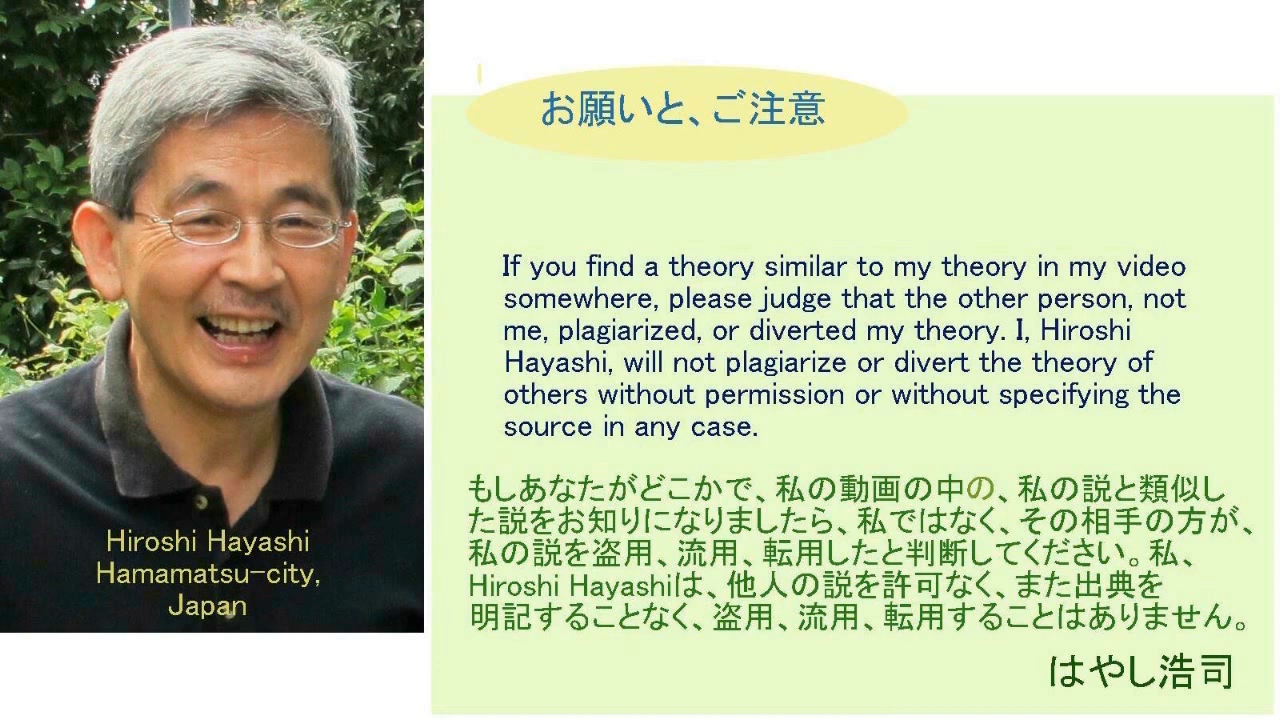 Hiroshi Hayashi
Hamamatsu-city,
Japan
お願いと、ご注意
If you find a theory similar to my theory in my video
somewhere, please judge that the other person, not
me, plagiarized, or diverted my theory. I, Hiroshi
Hayashi, will not plagiarize or divert the theory of
others without permission or without specifying the
source in any case.
もしあなたがどこかで、私の動画の中の、私の説と類似し
た説をお知りになりましたら、私ではなく、その相手の方が、
私の説を盗用、流用、転用したと判断してください。私、
Hiroshi Hayashiは、他人の説を許可なく、また出典を
明記することなく、盗用、流用、転用することはありません。
はやし浩司